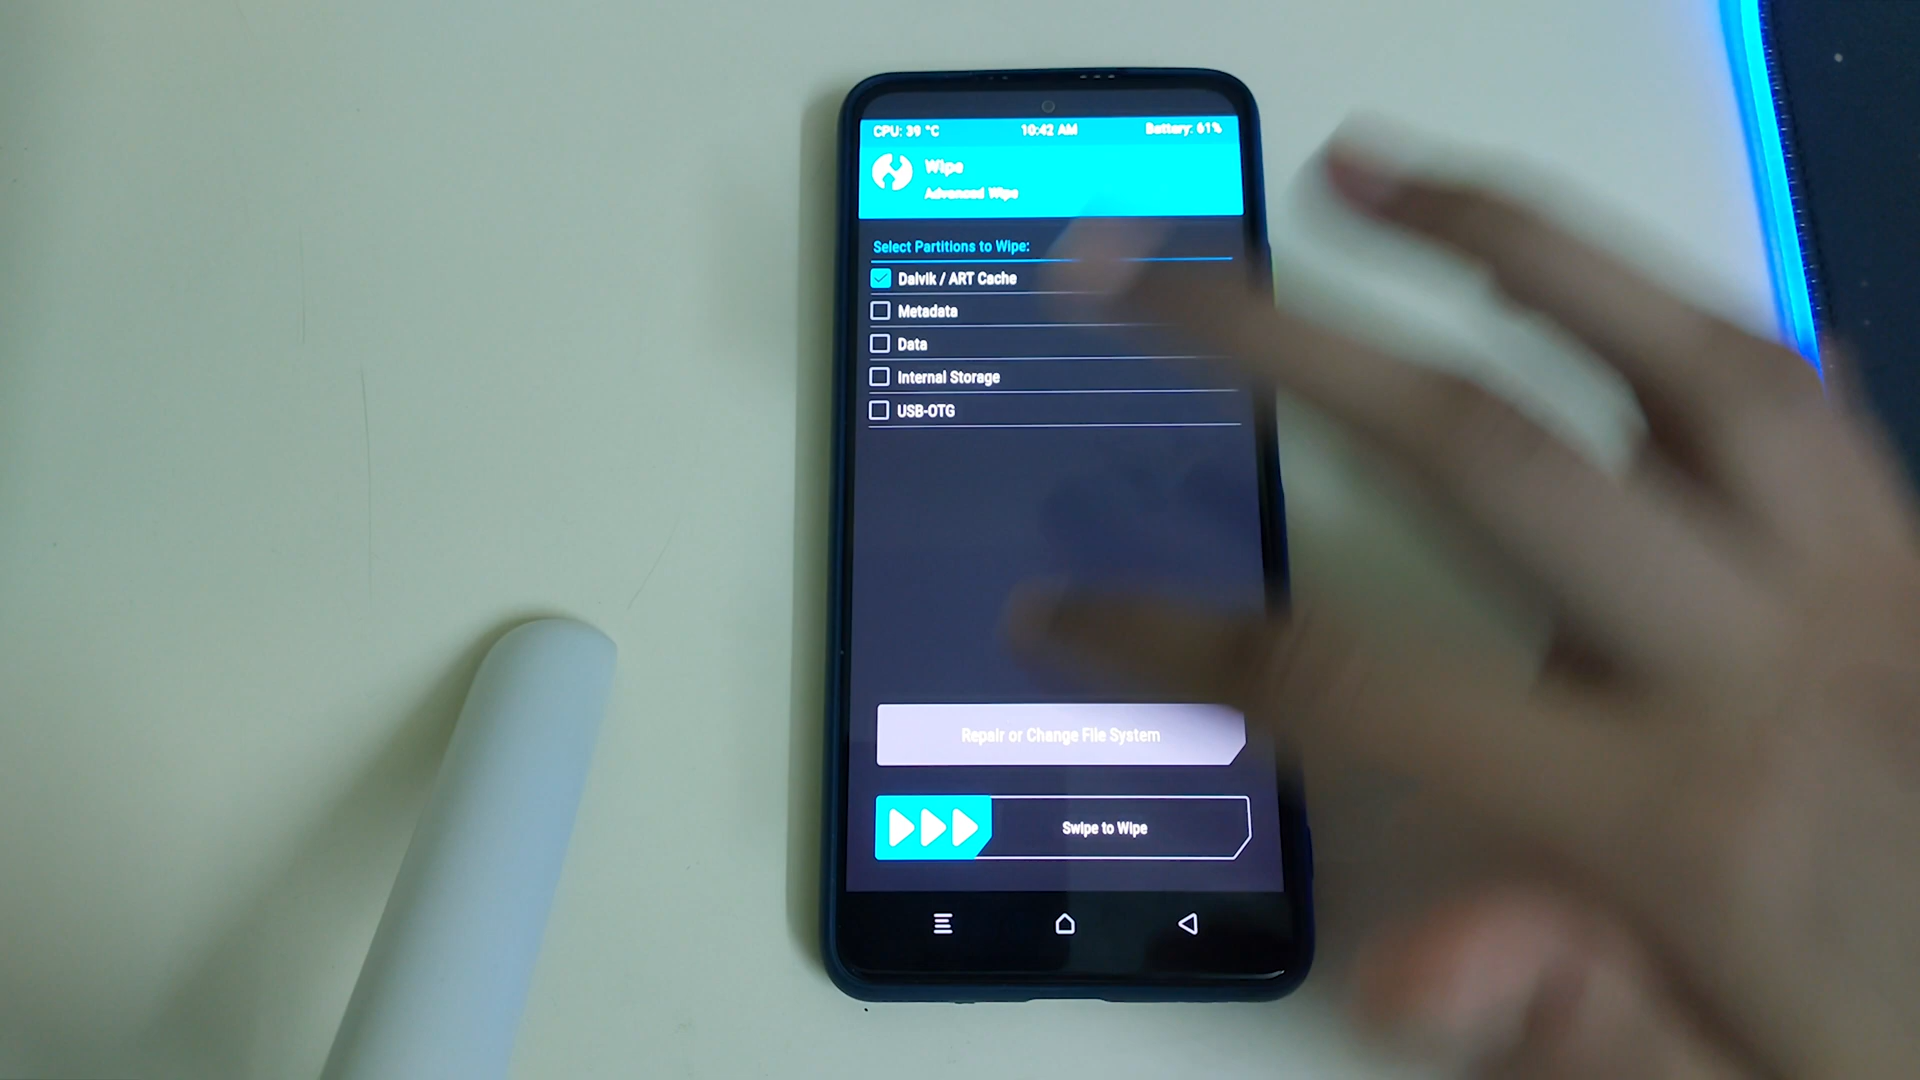 CPU: 39 °C 10:42 AM Battery: 61%
Wipe
Advanced Wipe
Select Partitions to Wipe:
Dalvik / ART Cache
Metadata
Data
Internal Storage
USB-OTG
Repair or Change File System
Swipe to Wipe